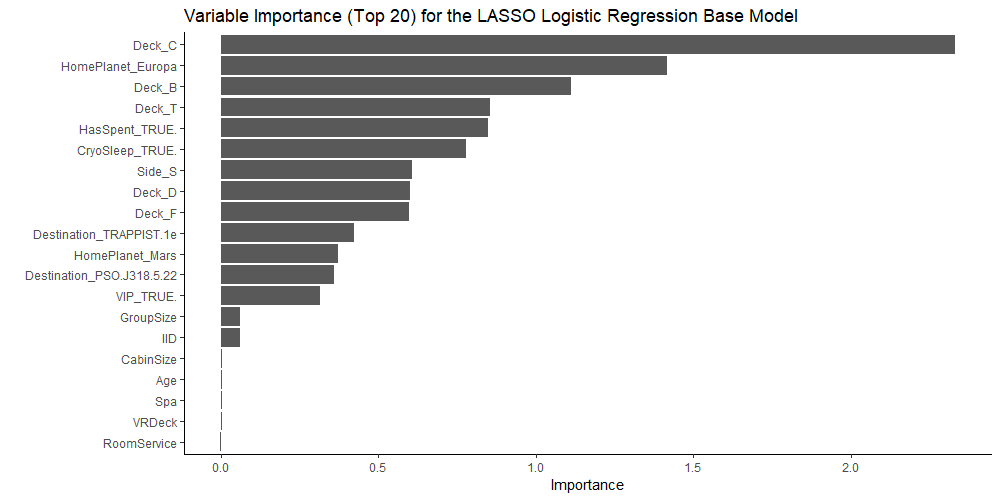 Variable Importance (Top 20) for the LASSO Logistic Regression Base Model
Deck_C
HomePlanet_Europa
Deck_B
Deck_T
HasSpent_TRUE.
CryoSleep_TRUE.
Side_S
Deck_D
Deck_F
Destination_TRAPPIST.1e
HomePlanet_Mars
Destination_PSO.J318.5.22
VIP_TRUE.
GroupSize
IID
CabinSize
Age
Spa
VRDeck
RoomService
0.0 0.5 1.0 1.5 2.0
Importance